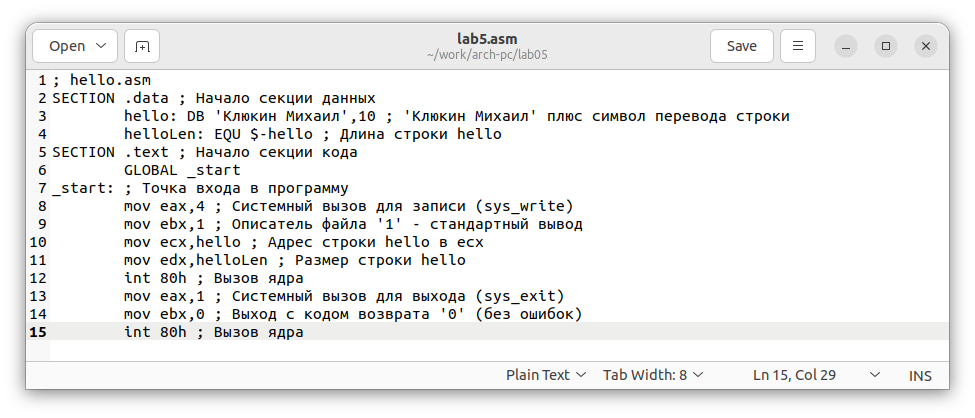 Open
lab5.asm
~/work/arch-pc/lab05
Save
1 ; hello.asm
2 SECTION .data ; Начало секции данных
3 hello: DB 'Клюкин Михаил',10 ; 'Клюкин Михаил' плюс символ перевода строки
4 helloLen: EQU $-hello ; Длина строки hello
5 SECTION .text ; Начало секции кода
6 GLOBAL _start
7 _start: ; Точка входа в программу
8 mov eax,4 ; Системный вызов для записи (sys_write)
9 mov ebx,1 ; Описатель файла '1' - стандартный вывод
10 mov ecx,hello ; Адрес строки hello в ecx
11 mov edx,helloLen ; Размер строки hello
12 int 80h ; Вызов ядра
13 mov eax,1 ; Системный вызов для выхода (sys_exit)
14 mov ebx,0 ; Выход с кодом возврата '0' (без ошибок)
15 int 80h ; Вызов ядра
Plain Text Tab Width: 8 Ln 15, Col 29 INS